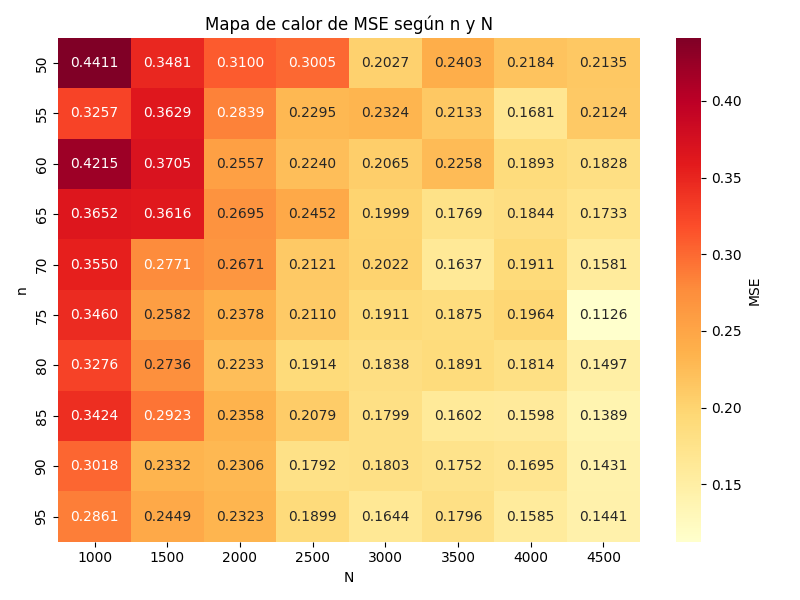 Mapa de calor de MSE según n y N
50 0.4411 0.3481 0.3100 0.3005 0.2027 0.2403 0.2184 0.2135
55 0.3257 0.3629 0.2839 0.2295 0.2324 0.2133 0.1681 0.2124
60 0.4215 0.3705 0.2557 0.2240 0.2065 0.2258 0.1893 0.1828
65 0.3652 0.3616 0.2695 0.2452 0.1999 0.1769 0.1844 0.1733
70 0.3550 0.2771 0.2671 0.2121 0.2022 0.1637 0.1911 0.1581
75 0.3460 0.2582 0.2378 0.2110 0.1911 0.1875 0.1964 0.1126
80 0.3276 0.2736 0.2233 0.1914 0.1838 0.1891 0.1814 0.1497
85 0.3424 0.2923 0.2358 0.2079 0.1799 0.1602 0.1598 0.1389
90 0.3018 0.2332 0.2306 0.1792 0.1803 0.1752 0.1695 0.1431
95 0.2861 0.2449 0.2323 0.1899 0.1644 0.1796 0.1585 0.1441
1000 1500 2000 2500 3000 3500 4000 4500
N
n
0.40
0.35
0.30
0.25
0.20
0.15
MSE